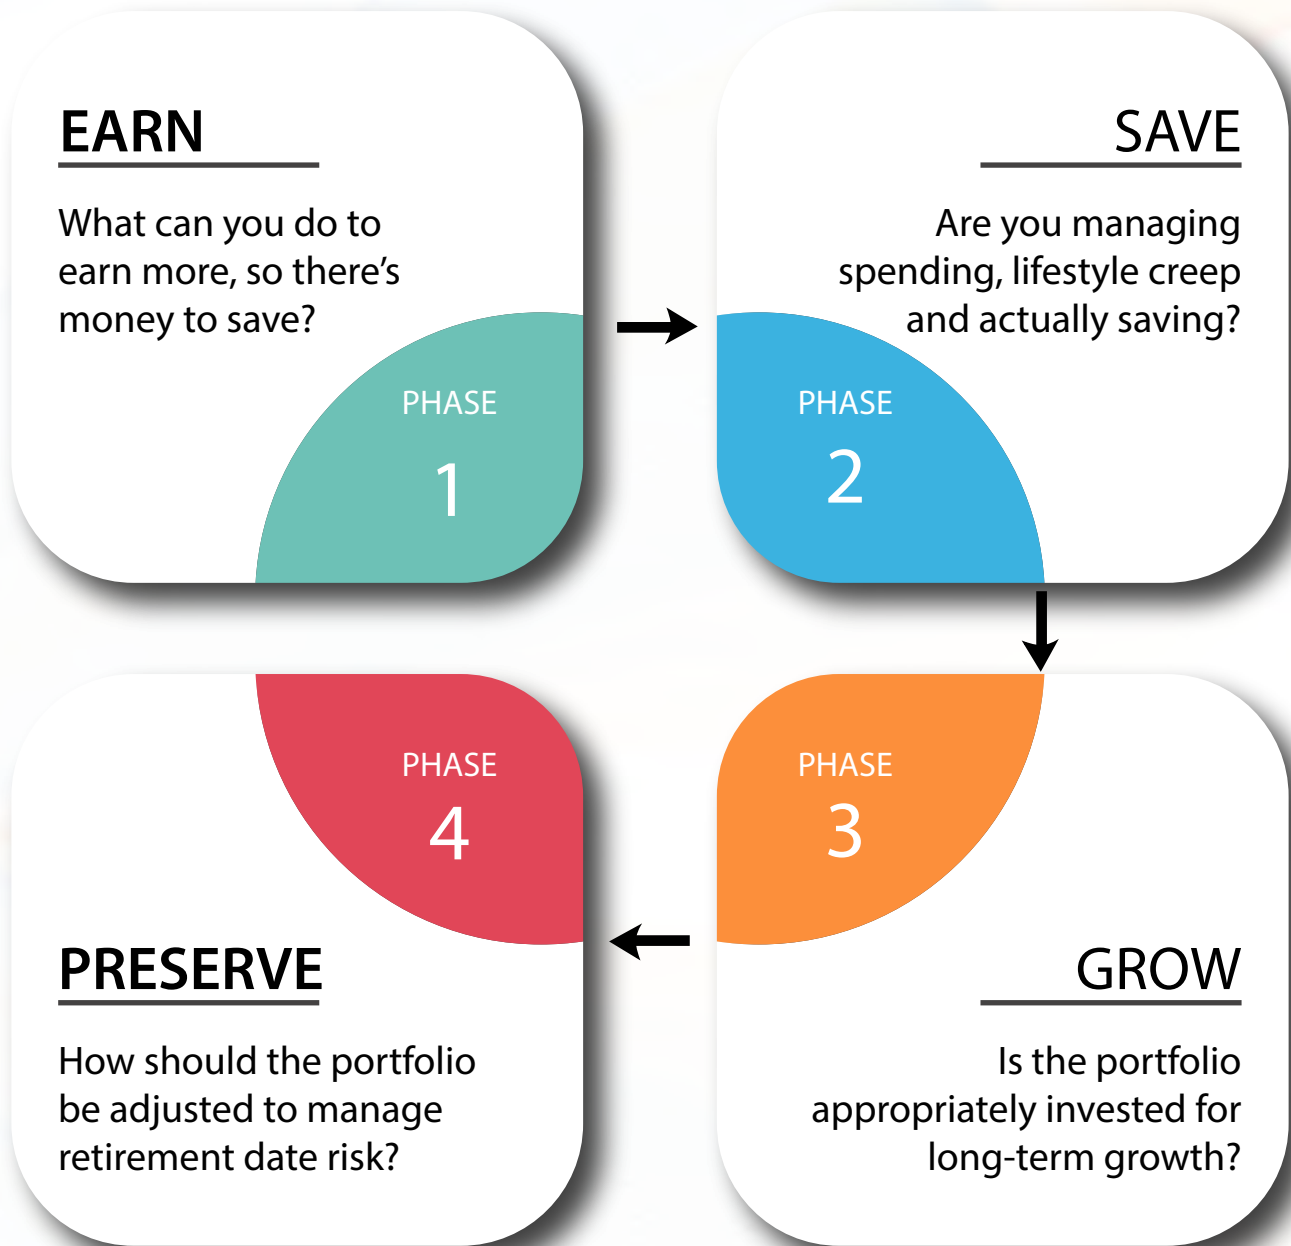 EARN
What can you do to
earn more, so there's
money to save?
PHASE
1
SAVE
Are you managing
spending, lifestyle creep
and actually saving?
PHASE
2
PHASE
3
GROW
Is the portfolio
appropriately invested for
long-term growth?
PHASE
4
PRESERVE
How should the portfolio
be adjusted to manage
retirement date risk?